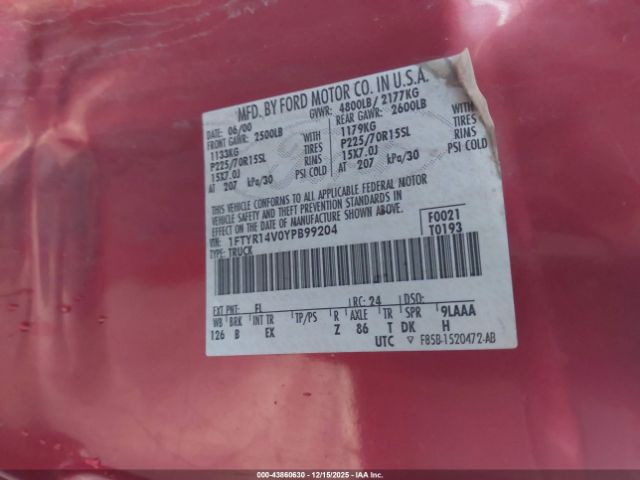 MFD. BY FORD MOTOR CO. IN U.S.A.
DATE: 06/00 GVWR: 4800LB/ 2177KG
FRONT GAWR: 2500LB REAR GAWR: 2600LB
1133KG WITH 1179KG WITH
P225/70R15SL TIRES P225/70R15SL TIRES
15X7.0J RIMS 15X7.0J RIMS
AT 207 kPa/30 PSI COLD AT 207 kPa/30 PSI COLD
THIS VEHICLE CONFORMS TO ALL APPLICABLE FEDERAL MOTOR
VEHICLE SAFETY AND THEFT PREVENTION STANDARDS IN
EFFECT ON THE DATE OF MANUFACTURE SHOWN ABOVE.
VIN: 1FTYR14V0YPB99204 F0021
TYPE: TRUCK T0193
EXT PNT: FL RC: 24 DSO:
WB BRK INT TR TP/PS R AXLE TR SPR 9LAAA
126 B EX Z 86 T DK H
UTC F85B-1520472-AB
000-43860630 - 12/15/2025 - IAA Inc.